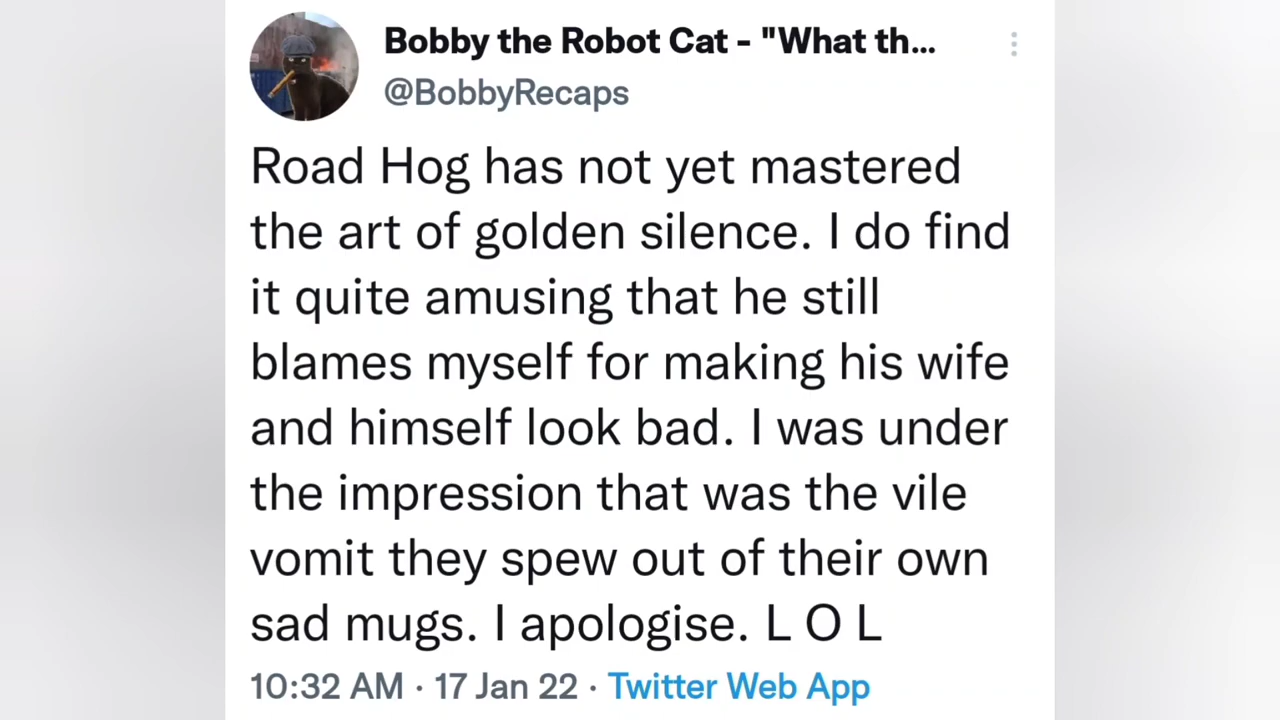 Bobby the Robot Cat - "What th...
@BobbyRecaps
Road Hog has not yet mastered
the art of golden silence. I do find
it quite amusing that he still
blames myself for making his wife
and himself look bad. I was under
the impression that was the vile
vomit they spew out of their own
sad mugs. I apologise. L O L
10:32 AM · 17 Jan 22 · Twitter Web App